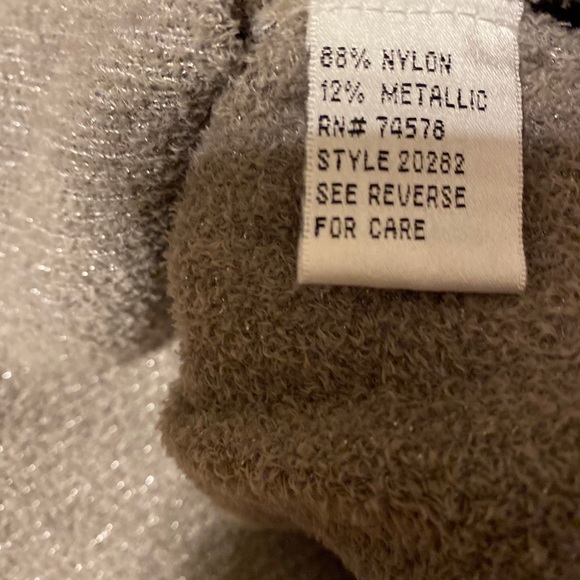 88% NYLON
12% METALLIC
RN# 74578
STYLE 20282
SEE REVERSE
FOR CARE